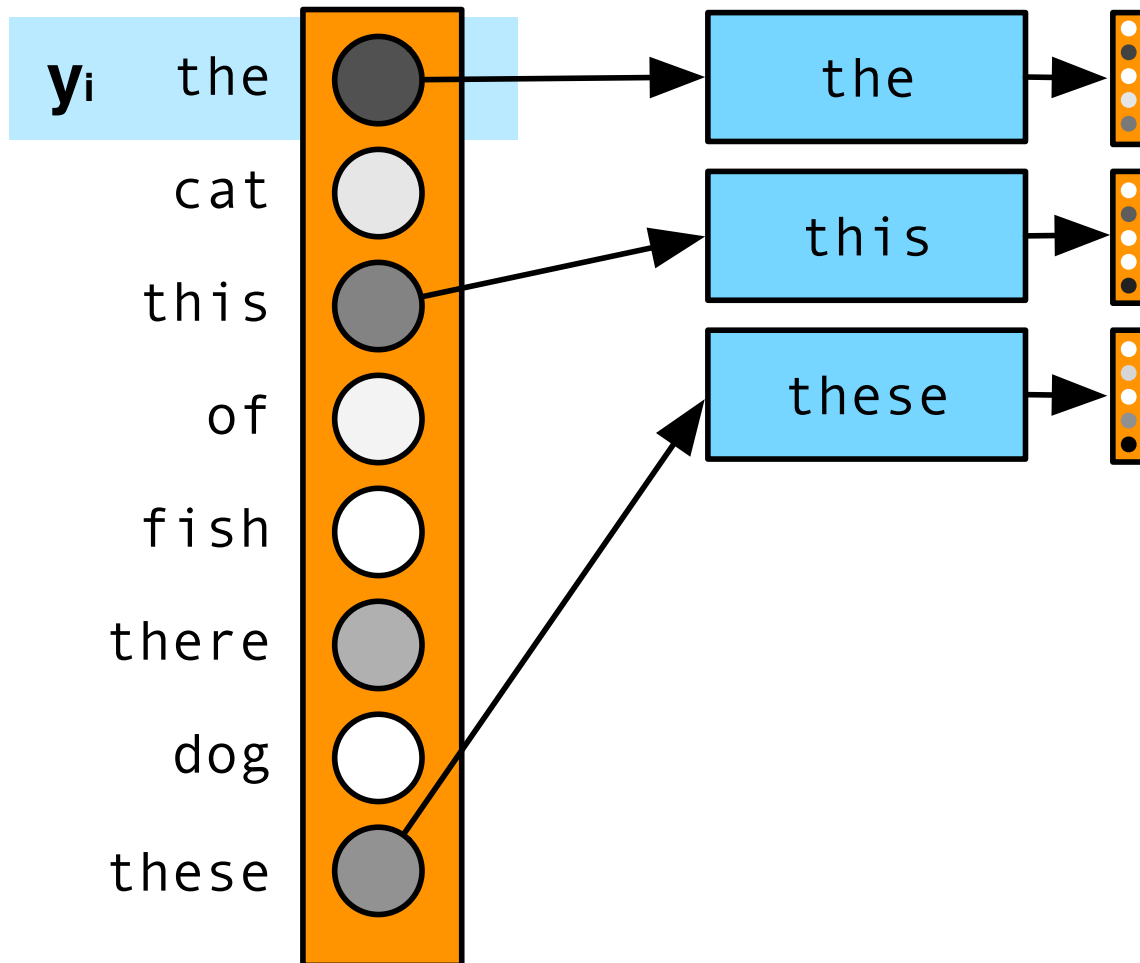 yi the
cat
this
of
fish
there
dog
these
the
this
these